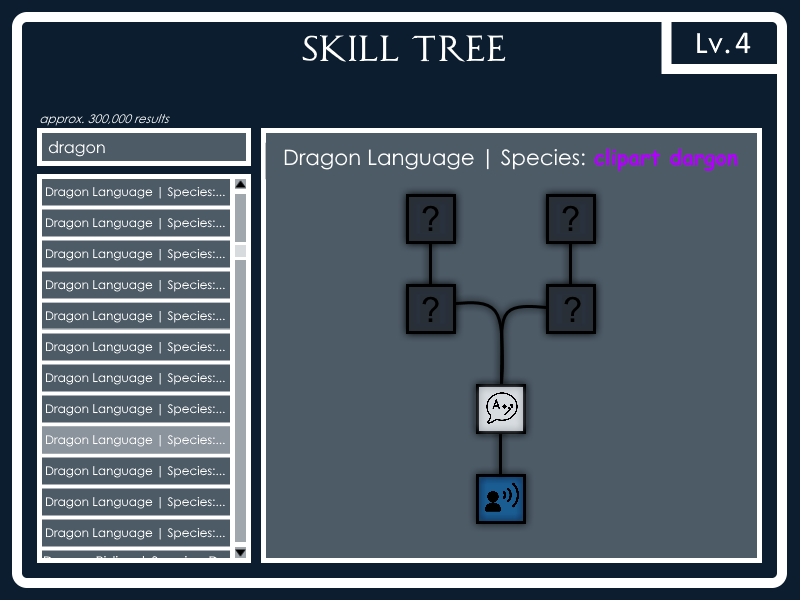 SKILL TREE
Lv.4
approx. 300,000 results
dragon
Dragon Language | Species: clipart dargon
Dragon Language | Species:...
Dragon Language | Species:...
Dragon Language | Species:...
Dragon Language | Species:...
Dragon Language | Species:...
Dragon Language | Species:...
Dragon Language | Species:...
Dragon Language | Species:...
Dragon Language | Species:...
Dragon Language | Species:...
Dragon Language | Species:...
Dragon Language | Species:...
? ?
? ?